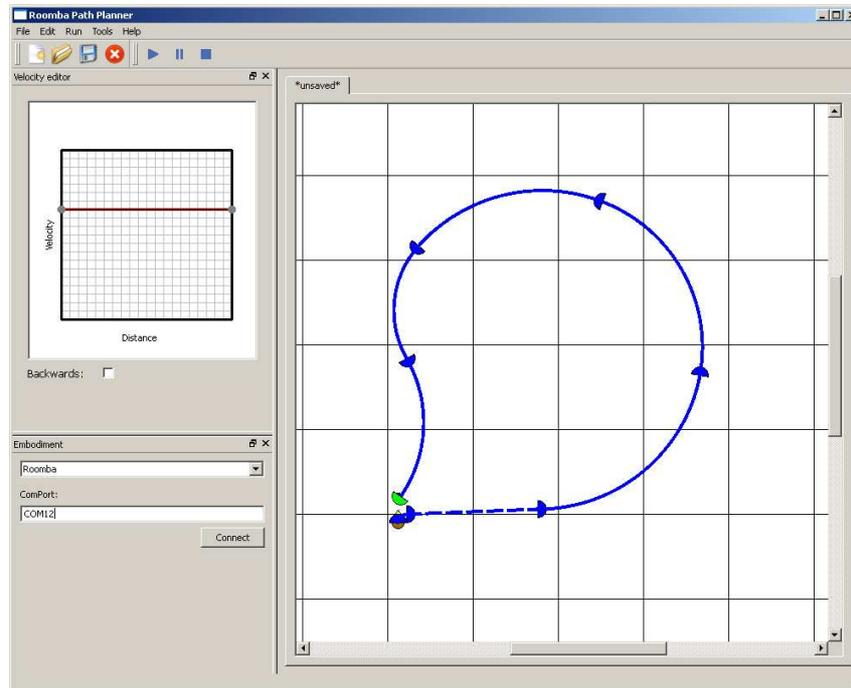 Roomba Path Planner
File Edit Run Tools Help
Velocity editor
*unsaved*
Velocity
Distance
Backwards:
Embodiment
Roomba
ComPort:
COM12
Connect